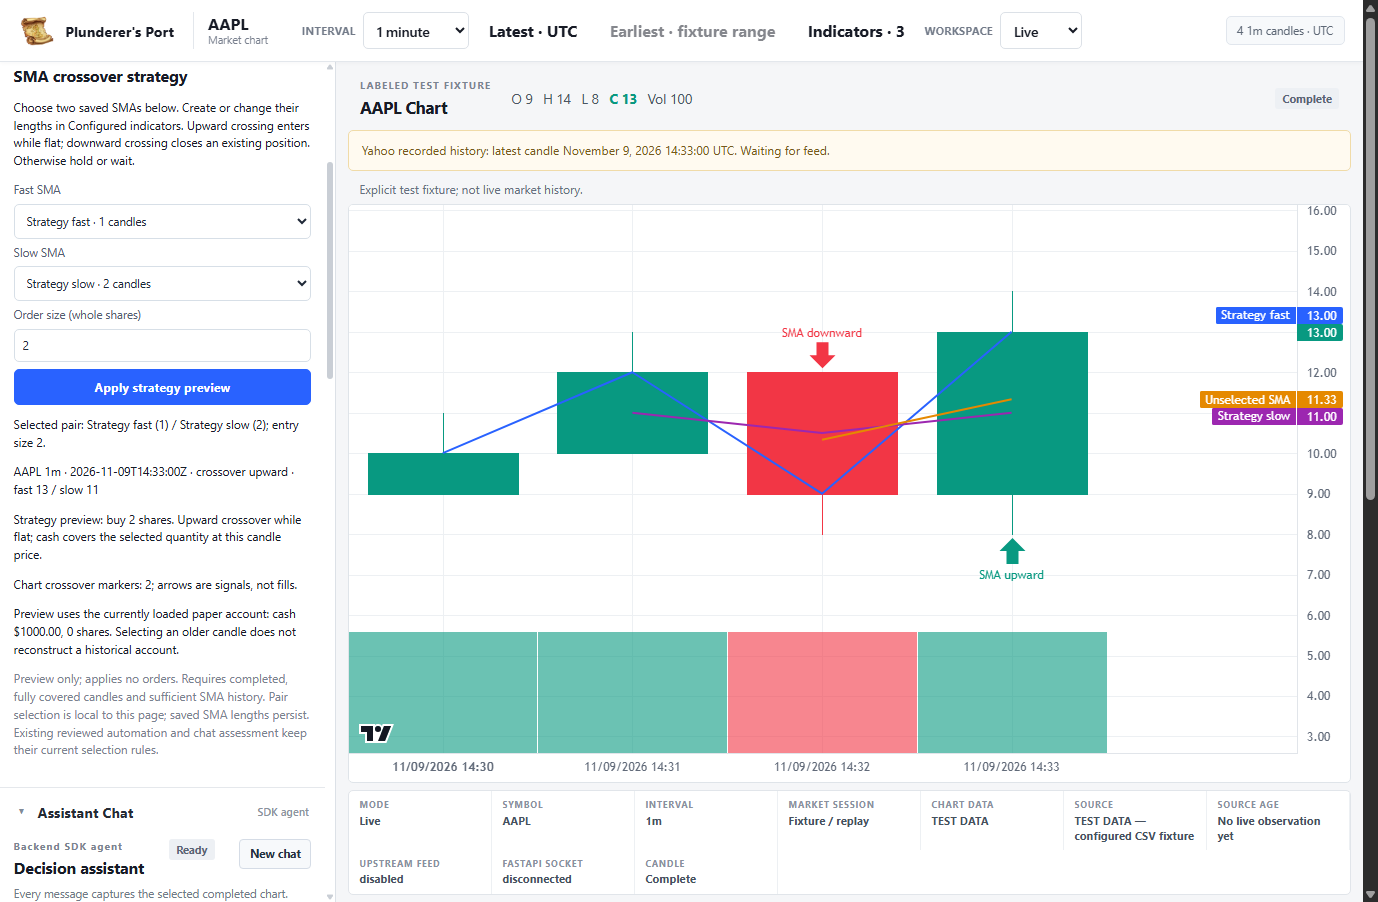 Plunderer's Port
AAPL
Market chart
INTERVAL
1 minute
Latest · UTC
Earliest · fixture range
Indicators · 3
WORKSPACE
Live
4 1m candles · UTC
SMA crossover strategy
Choose two saved SMAs below. Create or change their
lengths in Configured indicators. Upward crossing enters
while flat; downward crossing closes an existing position.
Otherwise hold or wait.
Fast SMA
Strategy fast · 1 candles
Slow SMA
Strategy slow · 2 candles
Order size (whole shares)
2
Apply strategy preview
Selected pair: Strategy fast (1) / Strategy slow (2); entry
size 2.
AAPL 1m · 2026-11-09T14:33:00Z · crossover upward ·
fast 13 / slow 11
Strategy preview: buy 2 shares. Upward crossover while
flat; cash covers the selected quantity at this candle
price.
Chart crossover markers: 2; arrows are signals, not fills.
Preview uses the currently loaded paper account: cash
$1000.00, 0 shares. Selecting an older candle does not
reconstruct a historical account.
Preview only; applies no orders. Requires completed,
fully covered candles and sufficient SMA history. Pair
selection is local to this page; saved SMA lengths persist.
Existing reviewed automation and chat assessment keep
their current selection rules.
Assistant Chat
SDK agent
Backend SDK agent
Ready
New chat
Decision assistant
Every message captures the selected completed chart.
LABELED TEST FIXTURE
AAPL Chart
O 9 H 14 L 8 C 13 Vol 100
Complete
Yahoo recorded history: latest candle November 9, 2026 14:33:00 UTC. Waiting for feed.
Explicit test fixture; not live market history.
16.00
15.00
14.00
Strategy fast 13.00
13.00
SMA downward
12.00
Unselected SMA 11.33
Strategy slow 11.00
10.00
9.00
8.00
SMA upward
7.00
6.00
5.00
4.00
3.00
11/09/2026 14:30
11/09/2026 14:31
11/09/2026 14:32
11/09/2026 14:33
MODE
Live
SYMBOL
AAPL
INTERVAL
1m
MARKET SESSION
Fixture / replay
CHART DATA
TEST DATA
SOURCE
TEST DATA —
configured CSV fixture
SOURCE AGE
No live observation
yet
UPSTREAM FEED
disabled
FASTAPI SOCKET
disconnected
CANDLE
Complete